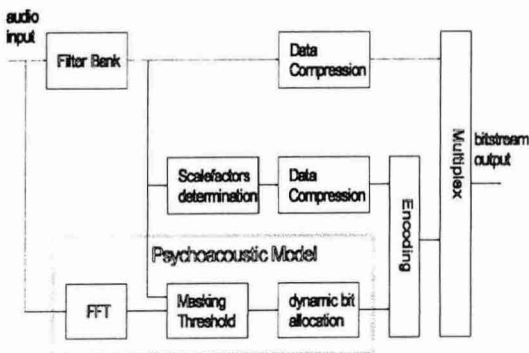 audio
input
Filter Bank
Data
Compression
Multiplex
bitstream
output
Scalefactors
determination
Data
Compression
Encoding
Psychoacoustic Model
FFT
Masking
Threshold
dynamic bit
allocation